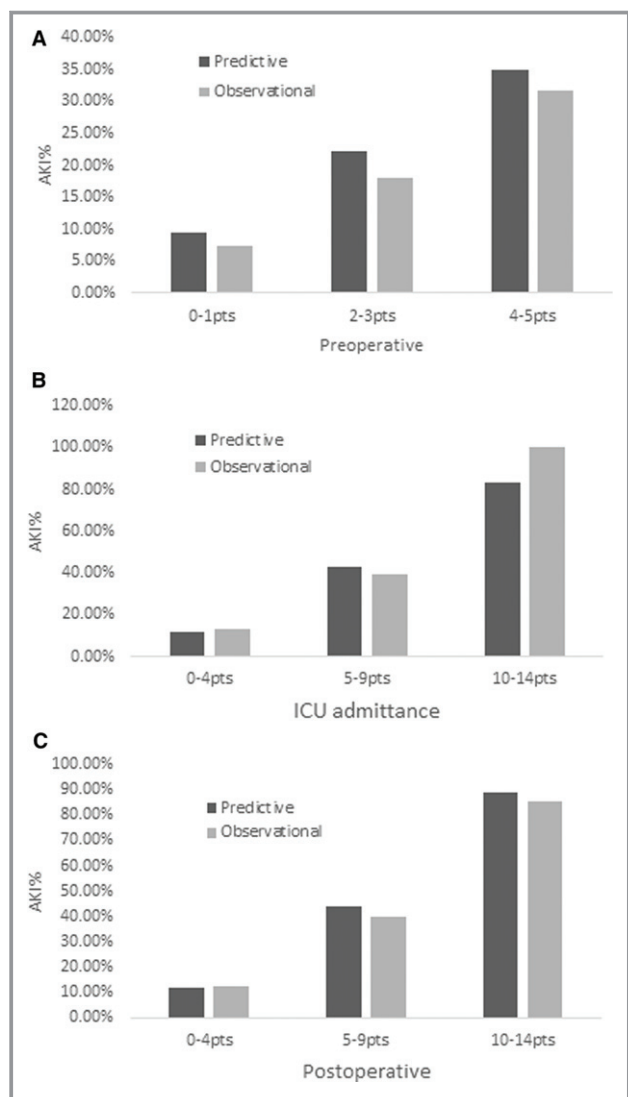 A
40.00%
35.00%
30.00%
25.00%
20.00%
15.00%
10.00%
5.00%
0.00%
AKI%
Predictive
Observational
0-1pts 2-3pts 4-5pts
Preoperative
B
120.00%
100.00%
80.00%
60.00%
40.00%
20.00%
0.00%
AKI%
Predictive
Observational
0-4pts 5-9pts 10-14pts
ICU admittance
C
100.00%
90.00%
80.00%
70.00%
60.00%
50.00%
40.00%
30.00%
20.00%
10.00%
0.00%
AKI%
Predictive
Observational
0-4pts 5-9pts 10-14pts
Postoperative